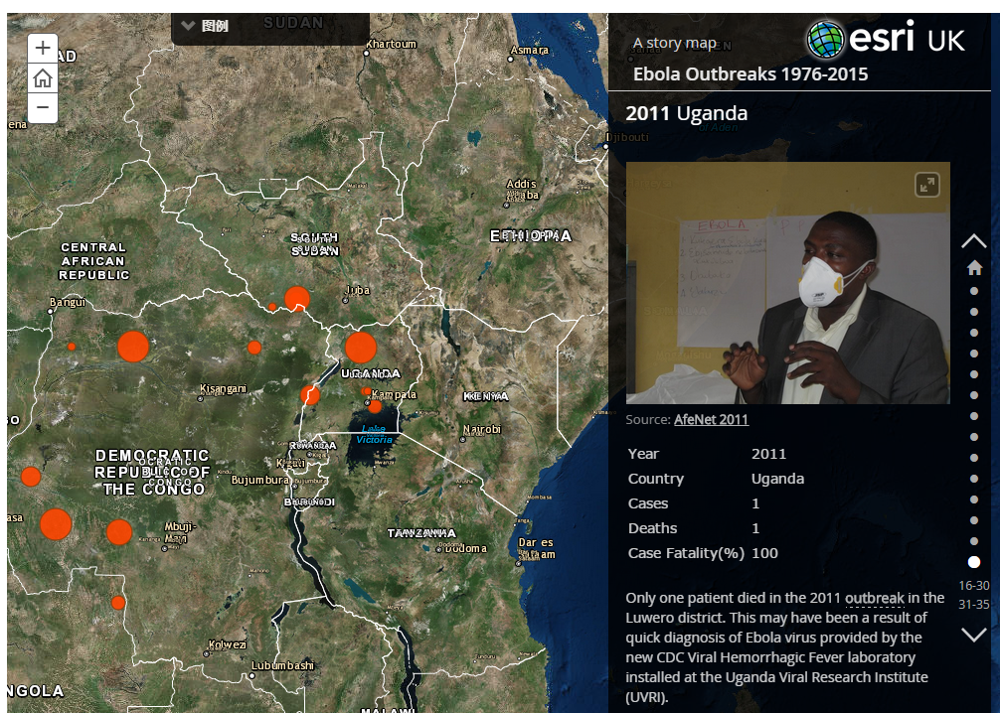 图例
SUDAN
Khartoum
Asmara
AD
ena
A story map
esri UK
Ebola Outbreaks 1976-2015
2011 Uganda
Djibouti
of Aden
Addis
Ababa
CENTRAL
AFRICAN
REPUBLIC
SOUTH
SUDAN
ETHIOPIA
Bangui
Juba
EBOLA
UGANDA
Kisangani
Kampala
KENYA
Lake
Victoria
Nairobi
Source: AfeNet 2011
RWANDA
Kigali
DEMOCRATIC
REPUBLIC OF
THE CONGO
Bujumbura
BURUNDI
Year 2011
Country Uganda
Cases 1
Deaths 1
Case Fatality(%) 100
Mombasa
asa
Mbuji-
Mayi
TANZANIA
Dodoma
Dar es
Salaam
16-30
31-35
Only one patient died in the 2011 outbreak in the
Luwero district. This may have been a result of
quick diagnosis of Ebola virus provided by the
new CDC Viral Hemorrhagic Fever laboratory
installed at the Uganda Viral Research Institute
(UVRI).
Kolwezi
Lubumbashi
NGOLA
MALAWI